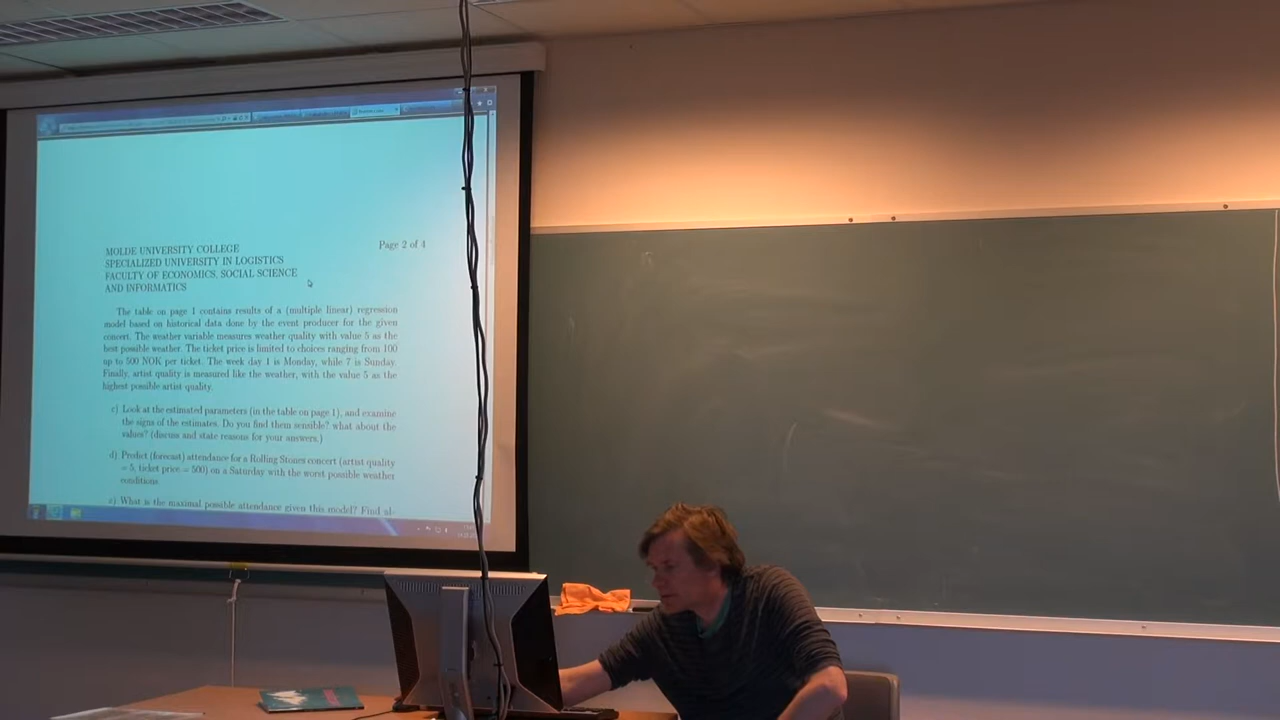 MOLDE UNIVERSITY COLLEGE
Page 2 of 4
SPECIALIZED UNIVERSITY IN LOGISTICS
FACULTY OF ECONOMICS, SOCIAL SCIENCE
AND INFORMATICS
The table on page 1 contains results of a (multiple linear) regression
model based on historical data done by the event producer for the given
concert. The weather variable measures weather quality with value 5 as the
best possible weather. The ticket price is limited to choices ranging from 100
up to 500 NOK per ticket. The week day 1 is Monday, while 7 is Sunday.
Finally, artist quality is measured like the weather, with the value 5 as the
highest possible artist quality.
c) Look at the estimated parameters (in the table on page 1), and examine
the signs of the estimates. Do you find them sensible? what about the
values? (discuss and state reasons for your answers.)
d) Predict (forecast) attendance for a Rolling Stones concert (artist quality
= 5, ticket price = 500) on a Saturday with the worst possible weather
conditions.
e) What is the maximal possible attendance given this model? Find al-